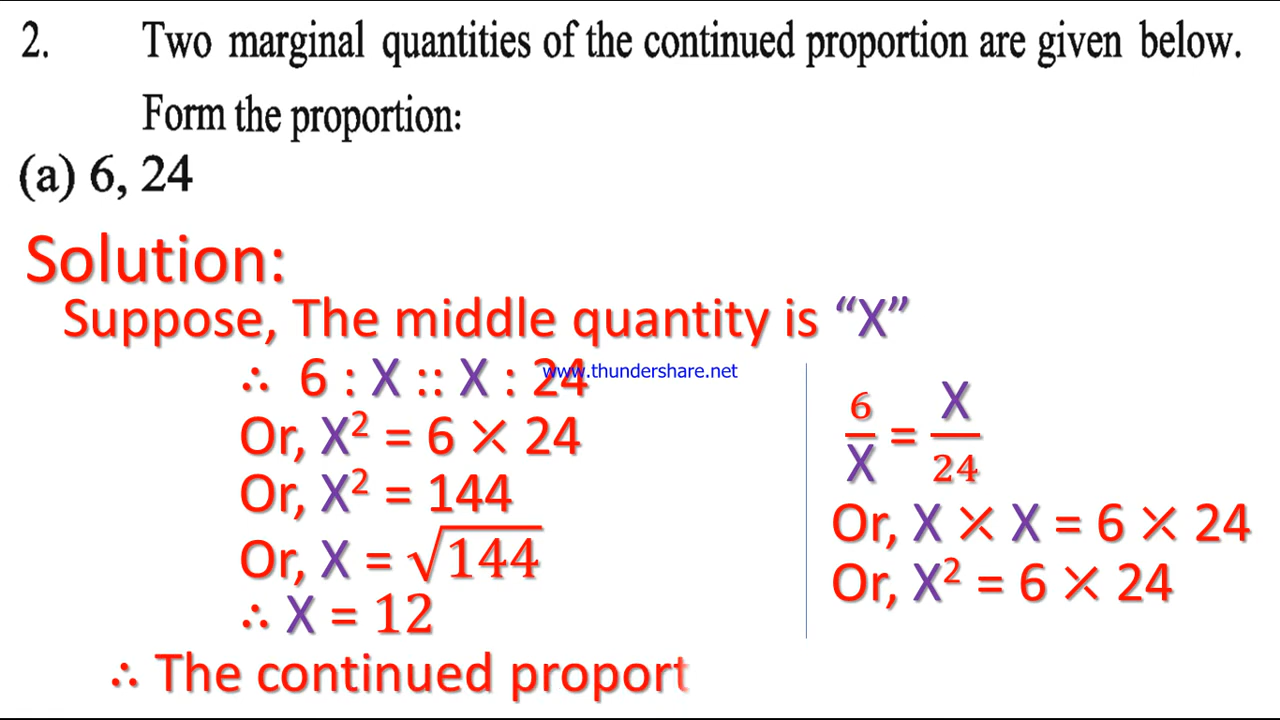 2. Two marginal quantities of the continued proportion are given below.
Form the proportion:
(a) 6, 24
Solution:
Suppose, The middle quantity is “X”
∴ 6 : X :: X : 24
www.thundershare.net
Or, X² = 6 × 24
Or, X² = 144
Or, X = √144
∴ X = 12
6/X = X/24
Or, X × X = 6 × 24
Or, X² = 6 × 24
∴ The continued proport